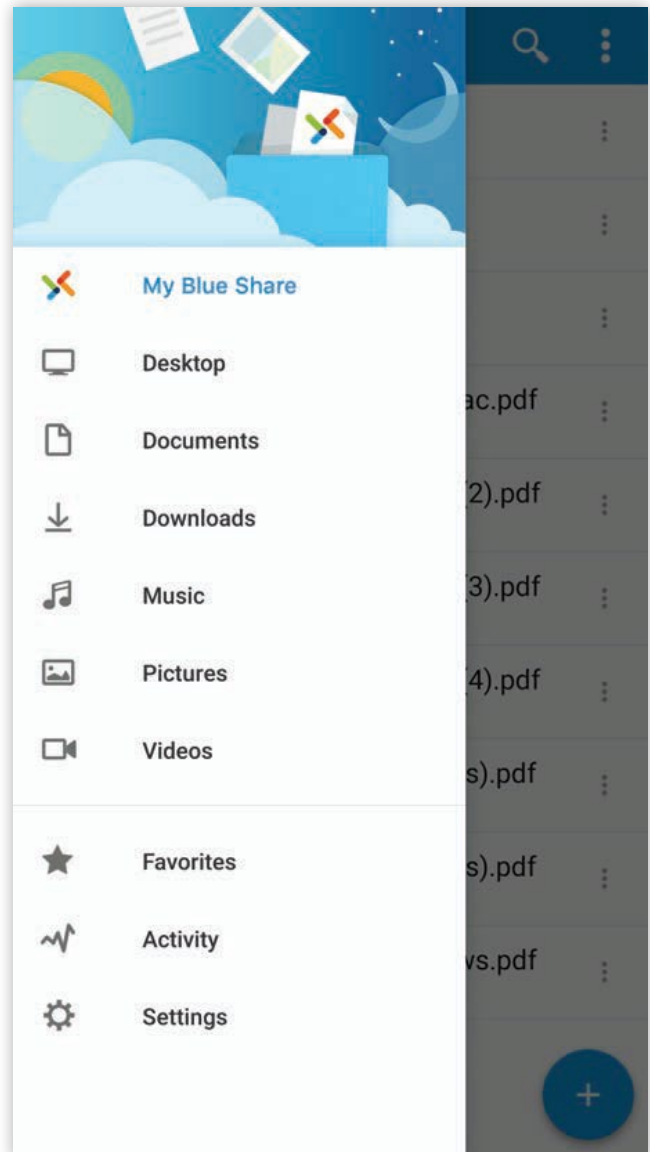 My Blue Share
Desktop
Documents
Downloads
Music
Pictures
Videos
Favorites
Activity
Settings
ac.pdf
(2).pdf
(3).pdf
(4).pdf
s).pdf
s).pdf
ws.pdf